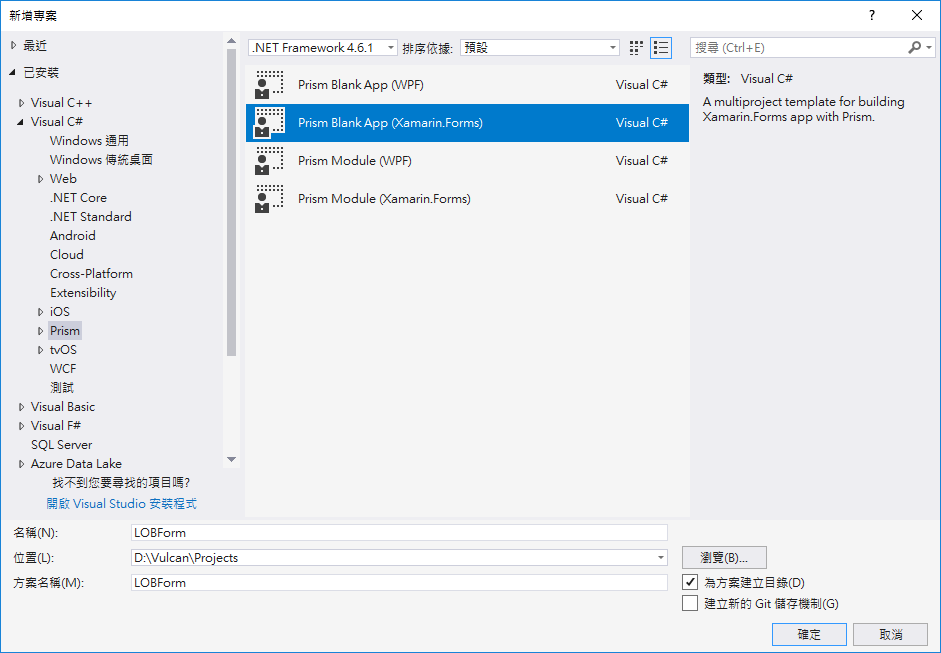 新增專案
?
最近
已安裝
Visual C++
Visual C#
Windows 通用
Windows 傳統桌面
Web
.NET Core
.NET Standard
Android
Cloud
Cross-Platform
Extensibility
iOS
Prism
tvOS
WCF
測試
Visual Basic
Visual F#
SQL Server
Azure Data Lake
找不到您要尋找的項目嗎?
開啟 Visual Studio 安裝程式
.NET Framework 4.6.1 排序依據: 預設
Prism Blank App (WPF) Visual C#
Prism Blank App (Xamarin.Forms) Visual C#
Prism Module (WPF) Visual C#
Prism Module (Xamarin.Forms) Visual C#
搜尋 (Ctrl+E)
類型: Visual C#
A multiproject template for building
Xamarin.Forms app with Prism.
名稱(N): LOBForm
位置(L): D:\Vulcan\Projects 瀏覽(B)...
方案名稱(M): LOBForm 為方案建立目錄(D)
建立新的 Git 儲存機制(G)
確定 取消